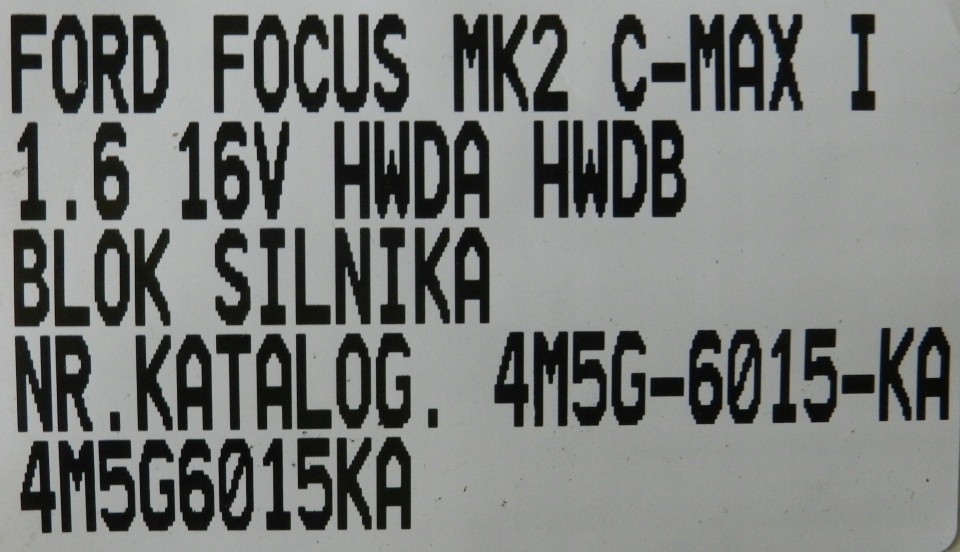 FORD FOCUS MK2 C-MAX I
1.6 16V HWDA HWDB
BLOK SILNIKA
NR.KATALOG. 4M5G-6015-KA
4M5G6015KA